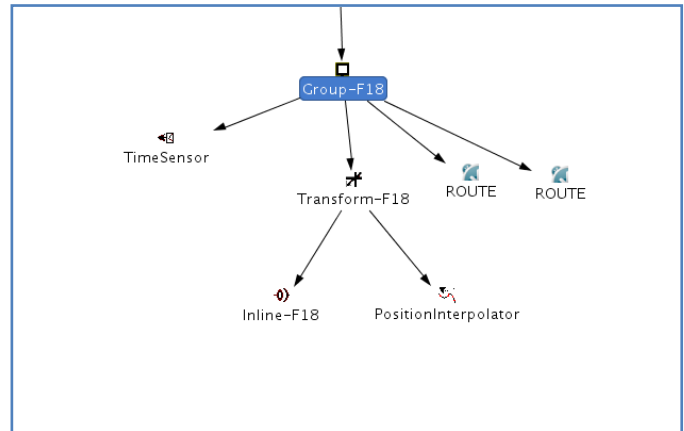 Group-F18
TimeSensor
Transform-F18
ROUTE
ROUTE
Inline-F18
PositionInterpolator